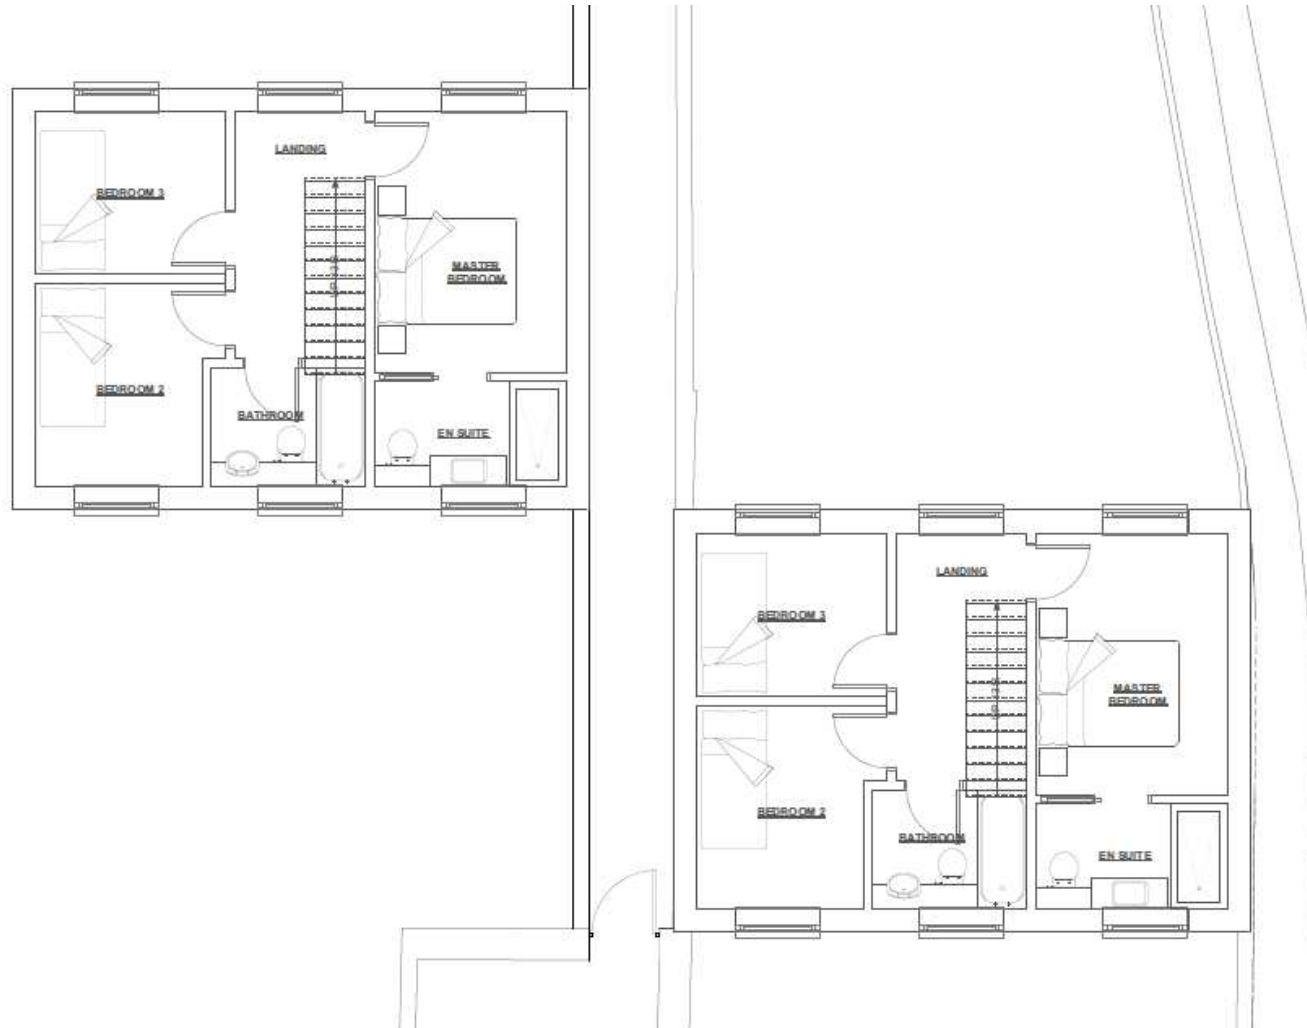 LANDING
BEDROOM 3
MASTER
BEDROOM
BEDROOM 2
BATHROOM
EN SUITE
LANDING
BEDROOM 3
MASTER
BEDROOM
BEDROOM 2
BATHROOM
EN SUITE